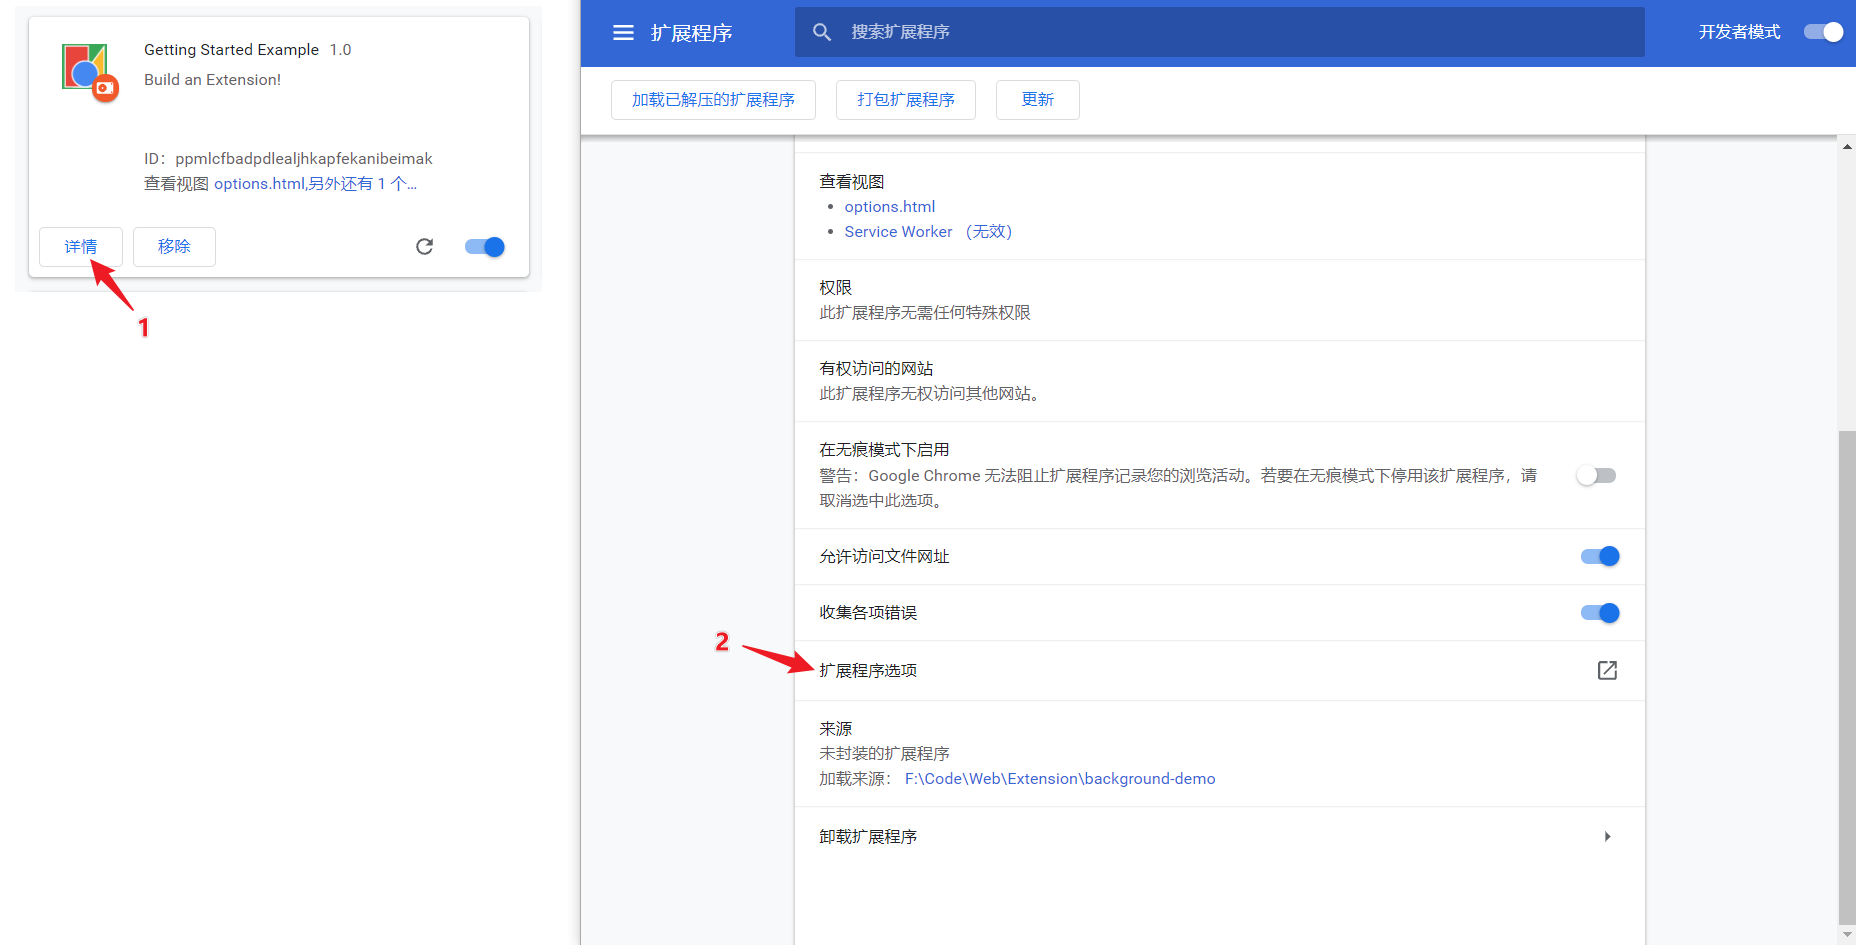 Getting Started Example 1.0
Build an Extension!
ID：ppmlcfbadpdlealjhkapfekanibeimak
查看视图 options.html,另外还有 1 个...
详情
移除
1
扩展程序
搜索扩展程序
开发者模式
加载已解压的扩展程序
打包扩展程序
更新
查看视图
options.html
Service Worker （无效）
权限
此扩展程序无需任何特殊权限
有权访问的网站
此扩展程序无权访问其他网站。
在无痕模式下启用
警告：Google Chrome 无法阻止扩展程序记录您的浏览活动。若要在无痕模式下停用该扩展程序，请
取消选中此选项。
允许访问文件网址
收集各项错误
2
扩展程序选项
来源
未封装的扩展程序
加载来源： F:\Code\Web\Extension\background-demo
卸载扩展程序